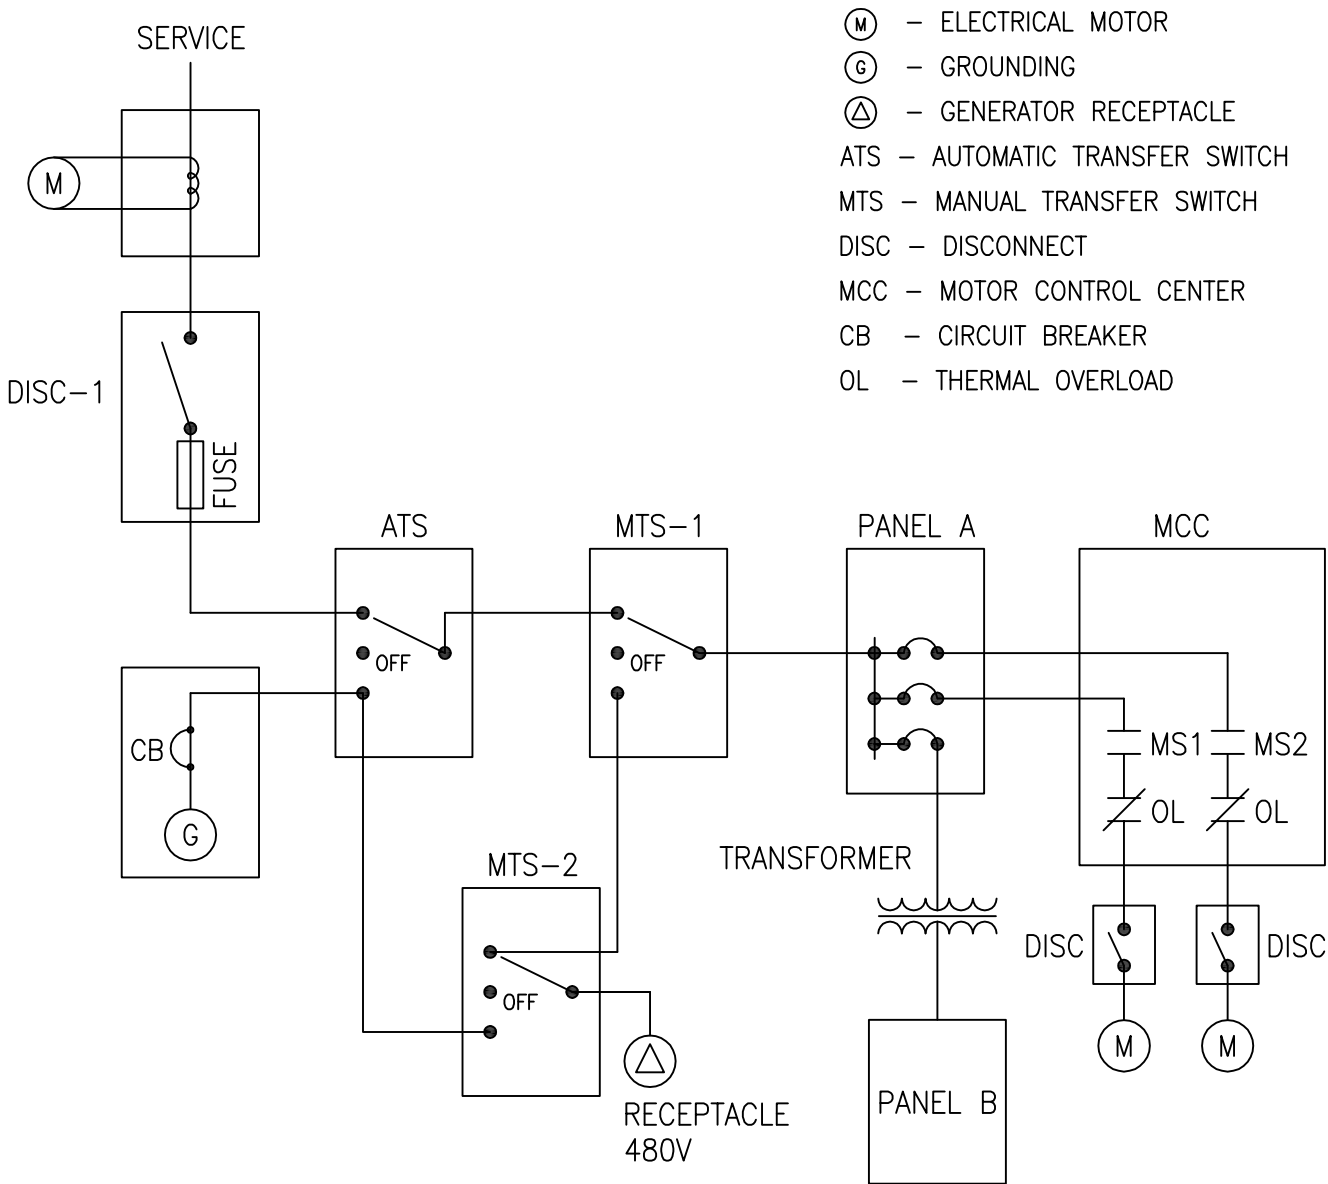 SERVICE
M
DISC-1
FUSE
M - ELECTRICAL MOTOR
G - GROUNDING
- GENERATOR RECEPTACLE
ATS - AUTOMATIC TRANSFER SWITCH
MTS - MANUAL TRANSFER SWITCH
DISC - DISCONNECT
MCC - MOTOR CONTROL CENTER
CB - CIRCUIT BREAKER
OL - THERMAL OVERLOAD
ATS
OFF
MTS-1
OFF
PANEL A
MCC
MS1
MS2
OL
OL
CB
G
MTS-2
OFF
TRANSFORMER
DISC
DISC
M
M
RECEPTACLE
480V
PANEL B